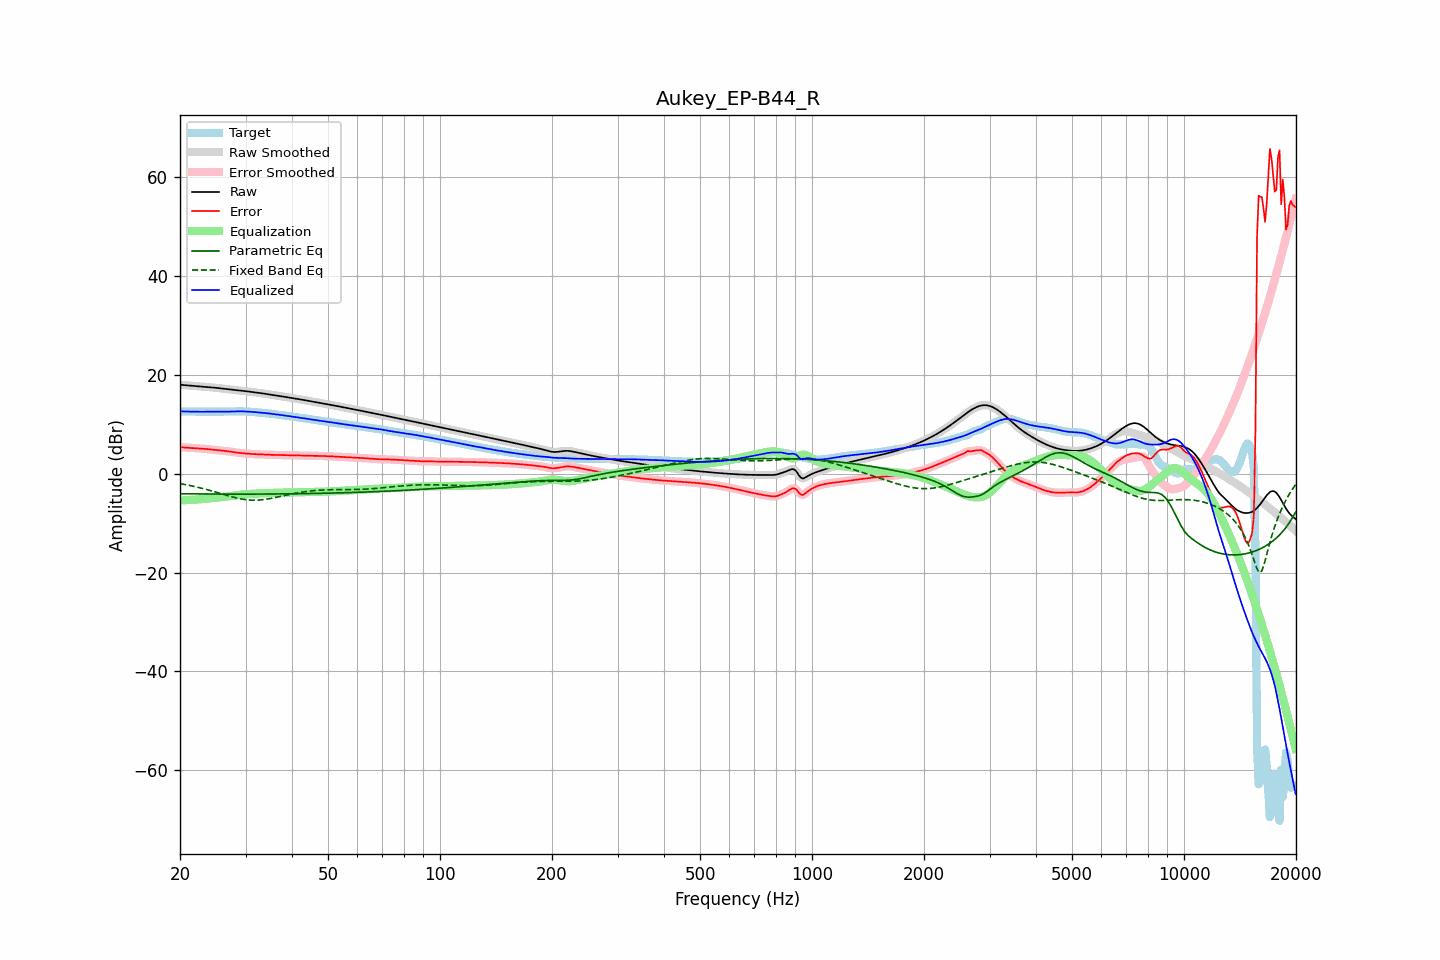 Aukey_EP-B44_R
Target
Raw Smoothed
Error Smoothed
Raw
Error
Equalization
Parametric Eq
Fixed Band Eq
Equalized
60
40
20
0
−20
−40
−60
Amplitude (dBr)
20
50
100
200
500
1000
2000
5000
10000
20000
Frequency (Hz)